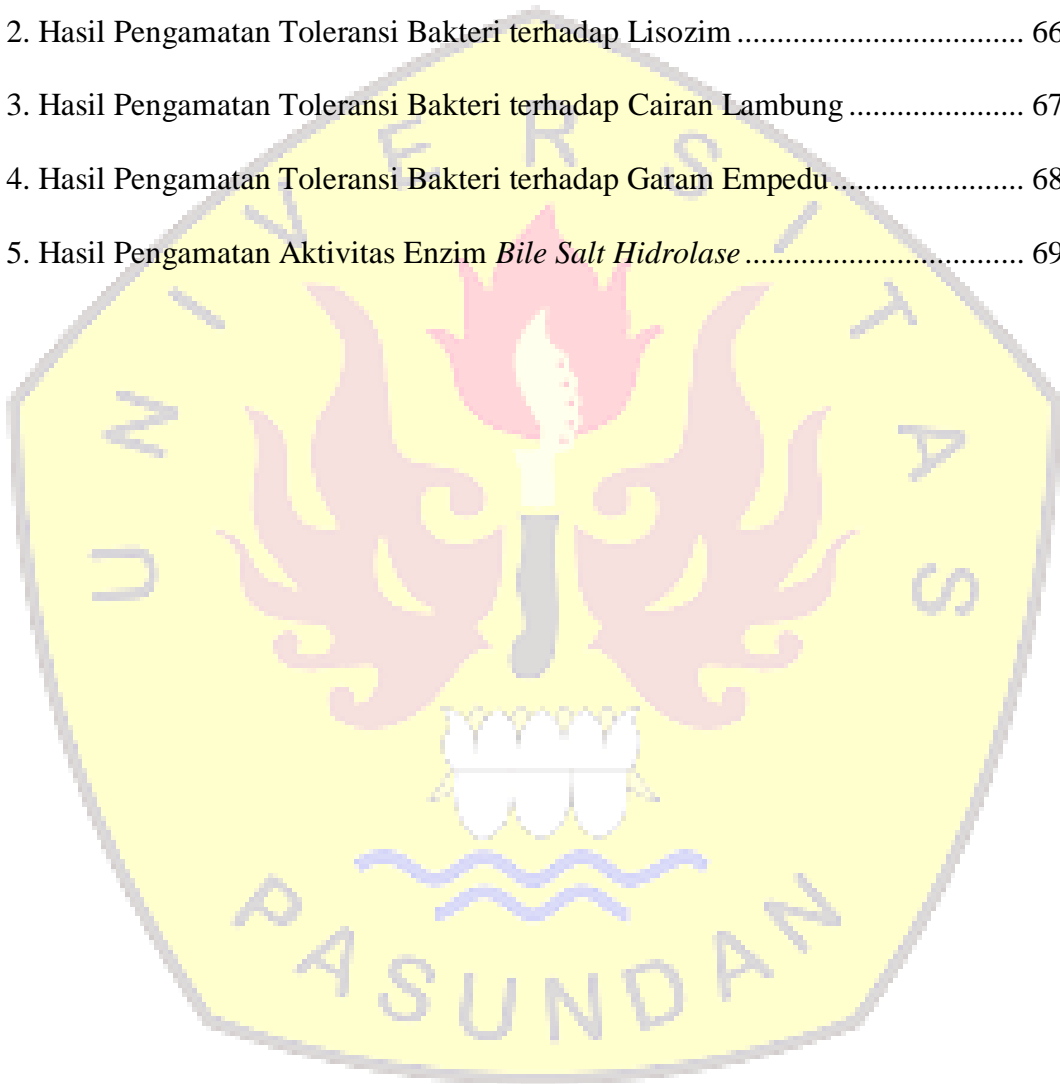 2. Hasil Pengamatan Toleransi Bakteri terhadap Lisozim .................................. 66
3. Hasil Pengamatan Toleransi Bakteri terhadap Cairan Lambung ..................... 67
4. Hasil Pengamatan Toleransi Bakteri terhadap Garam Empedu ....................... 68
5. Hasil Pengamatan Aktivitas Enzim Bile Salt Hidrolase .................................. 69
UNIVERSITAS
PASUNDAN